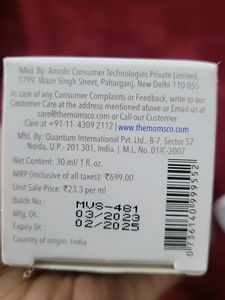 Mkd. By: Amishi Consumer Technologies Private Limited,
1799, Wazir Singh Street, Paharganj, New Delhi-110 055
In case of any Consumer Complaints or Feedback, write to our
Customer Care at the address mentioned above or Email us at
care@themomsco.com or Call our Customer
Care at +91-11-4309 2112 | www.themomsco.com
Mfd. By: Quantum International Pvt. Ltd., B-7, Sector 57.
Noida, U.P - 201 301, India | M.L. No. 01/C-2007
Net Content: 30 ml/ 1 fl. oz.
MRP (inclusive of all taxes): ₹699.00
Unit Sale Price: ₹23.3 per ml
Batch No.: MVS-481
Mfg. Dt. 03/2023
Expiry Dt: 02/2025
Country of origin: India
0736140999552